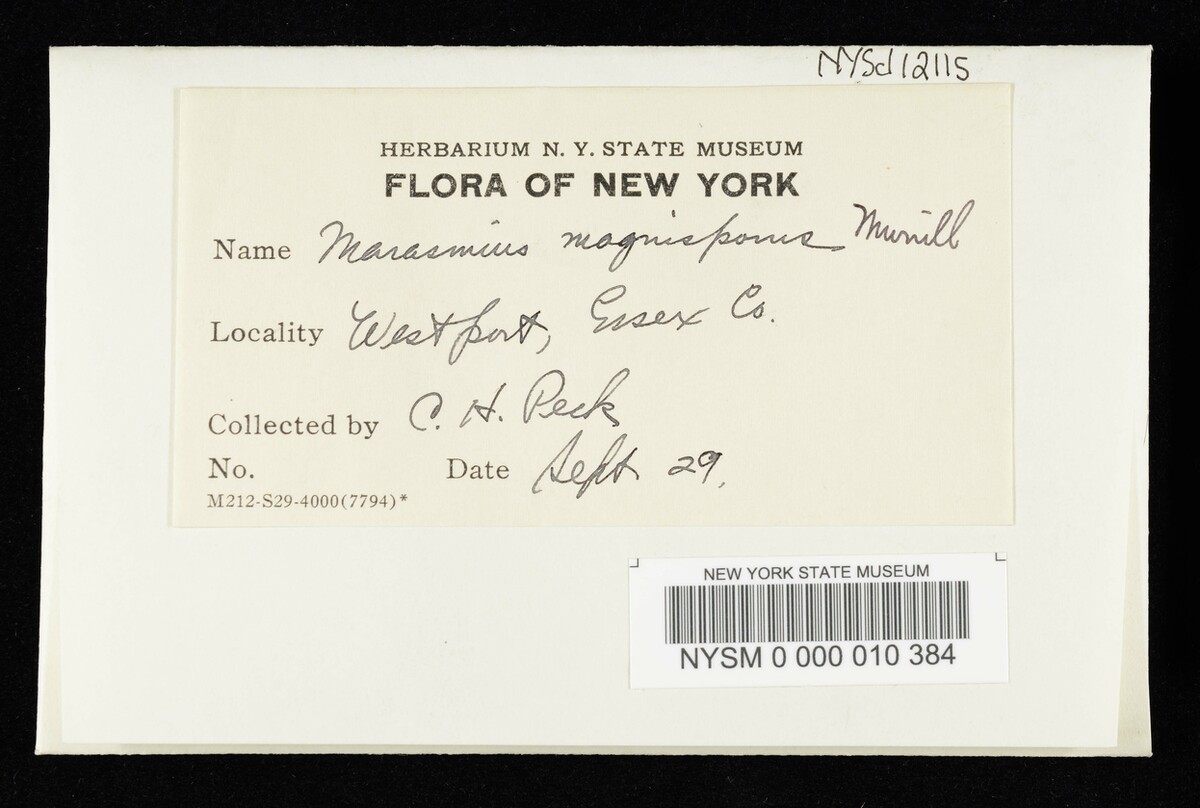 NYSd12115
HERBARIUM N. Y. STATE MUSEUM
FLORA OF NEW YORK
Name Marasmius magnisporus Murrill
Locality Westport, Essex Co.
Collected by C. H. Peck
No. Date Sept. 29,
M212-S29-4000(7794)*
NEW YORK STATE MUSEUM
NYSM 0 000 010 384